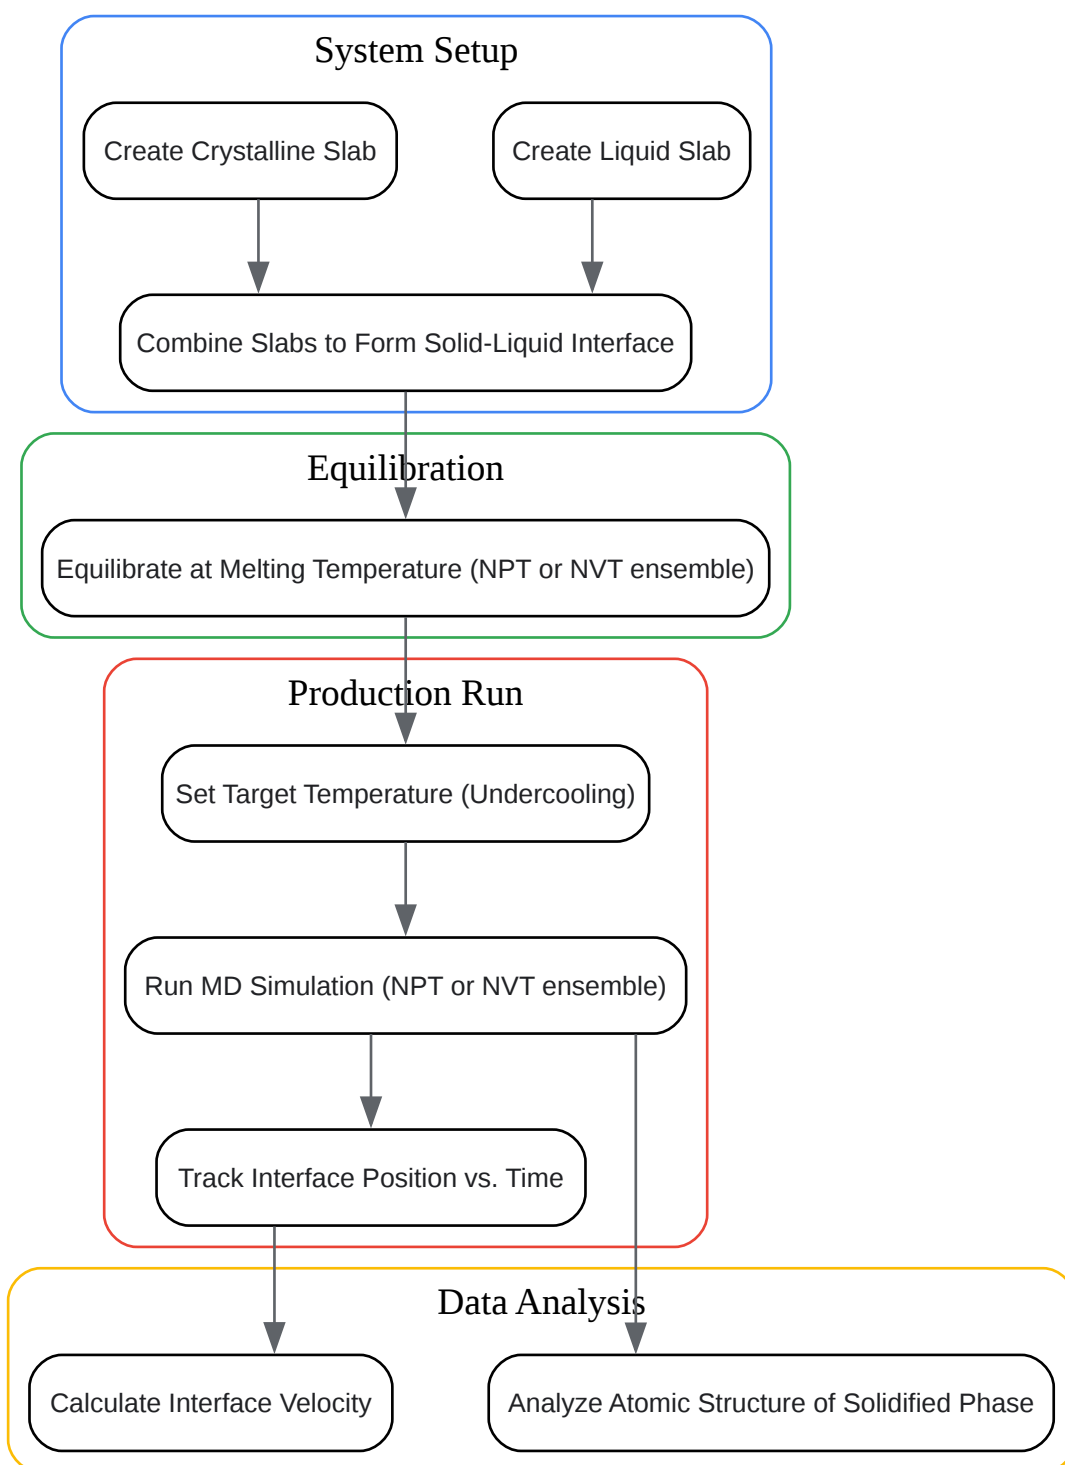 System Setup
Create Crystalline Slab
Create Liquid Slab
Combine Slabs to Form Solid-Liquid Interface
Equilibration
Equilibrate at Melting Temperature (NPT or NVT ensemble)
Production Run
Set Target Temperature (Undercooling)
Run MD Simulation (NPT or NVT ensemble)
Track Interface Position vs. Time
Data Analysis
Calculate Interface Velocity
Analyze Atomic Structure of Solidified Phase